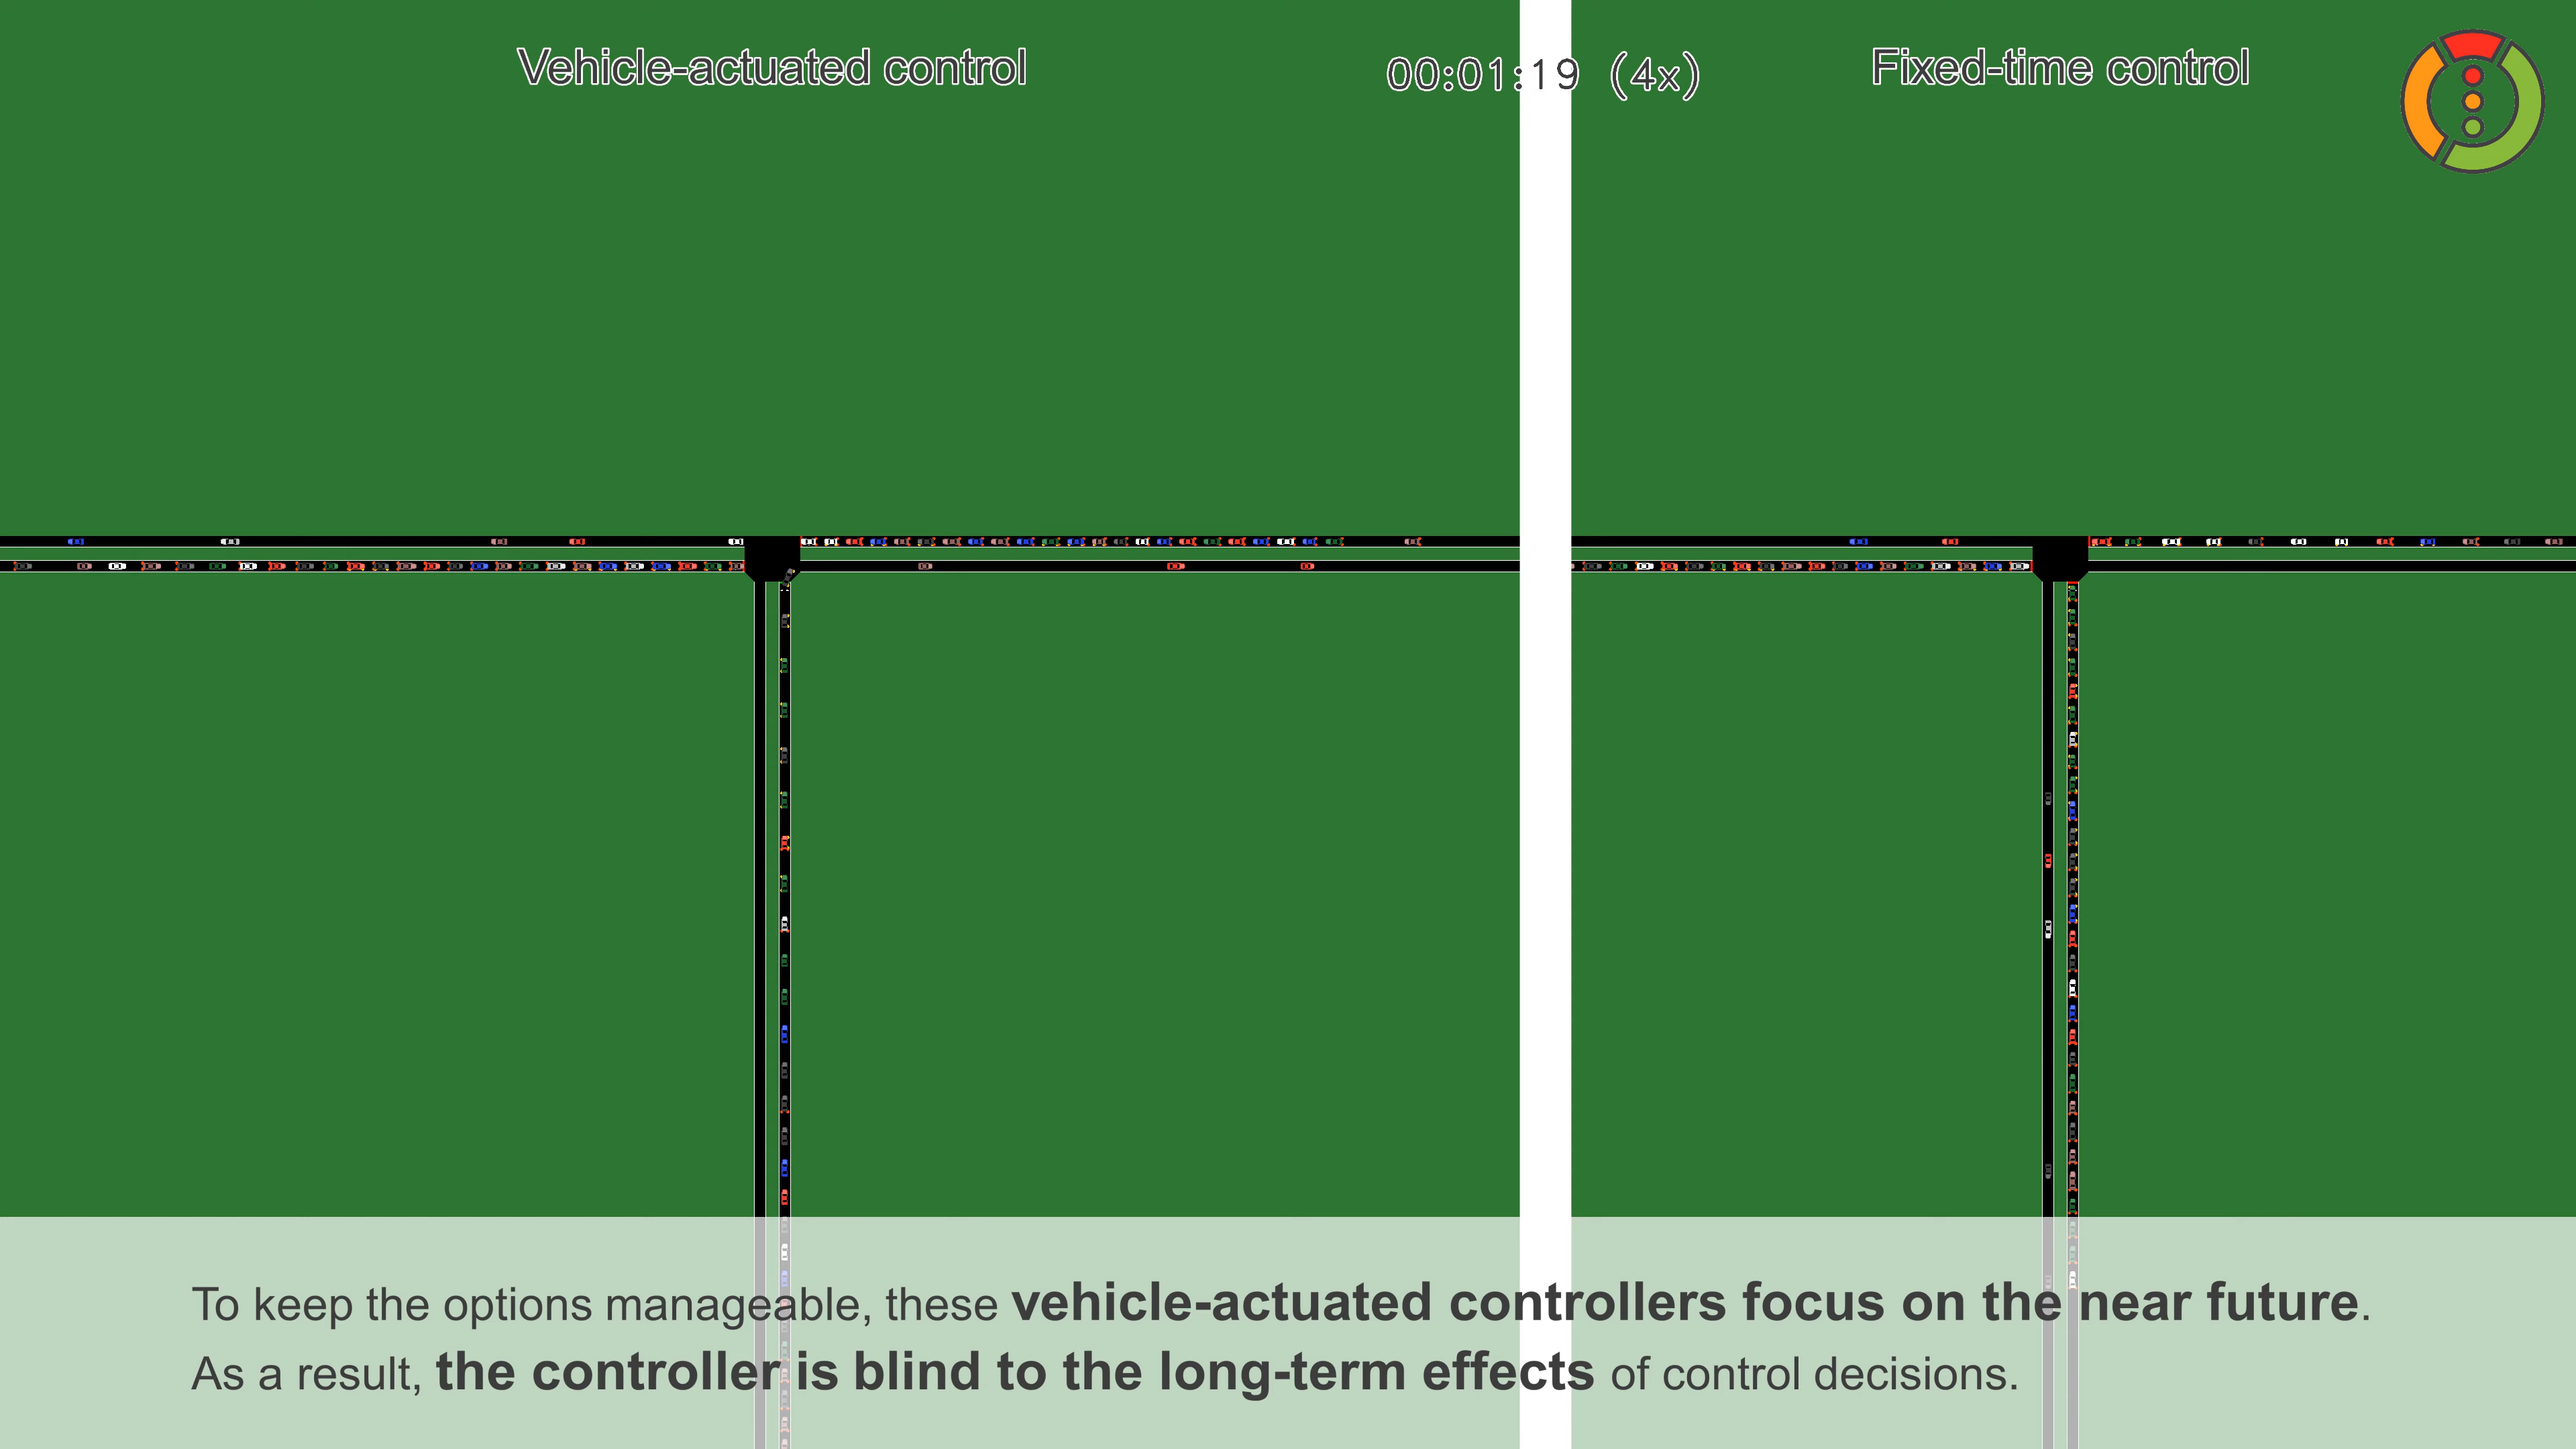 Vehicle-actuated control
00:01:19 (4x)
Fixed-time control
To keep the options manageable, these vehicle-actuated controllers focus on the near future.
As a result, the controller is blind to the long-term effects of control decisions.